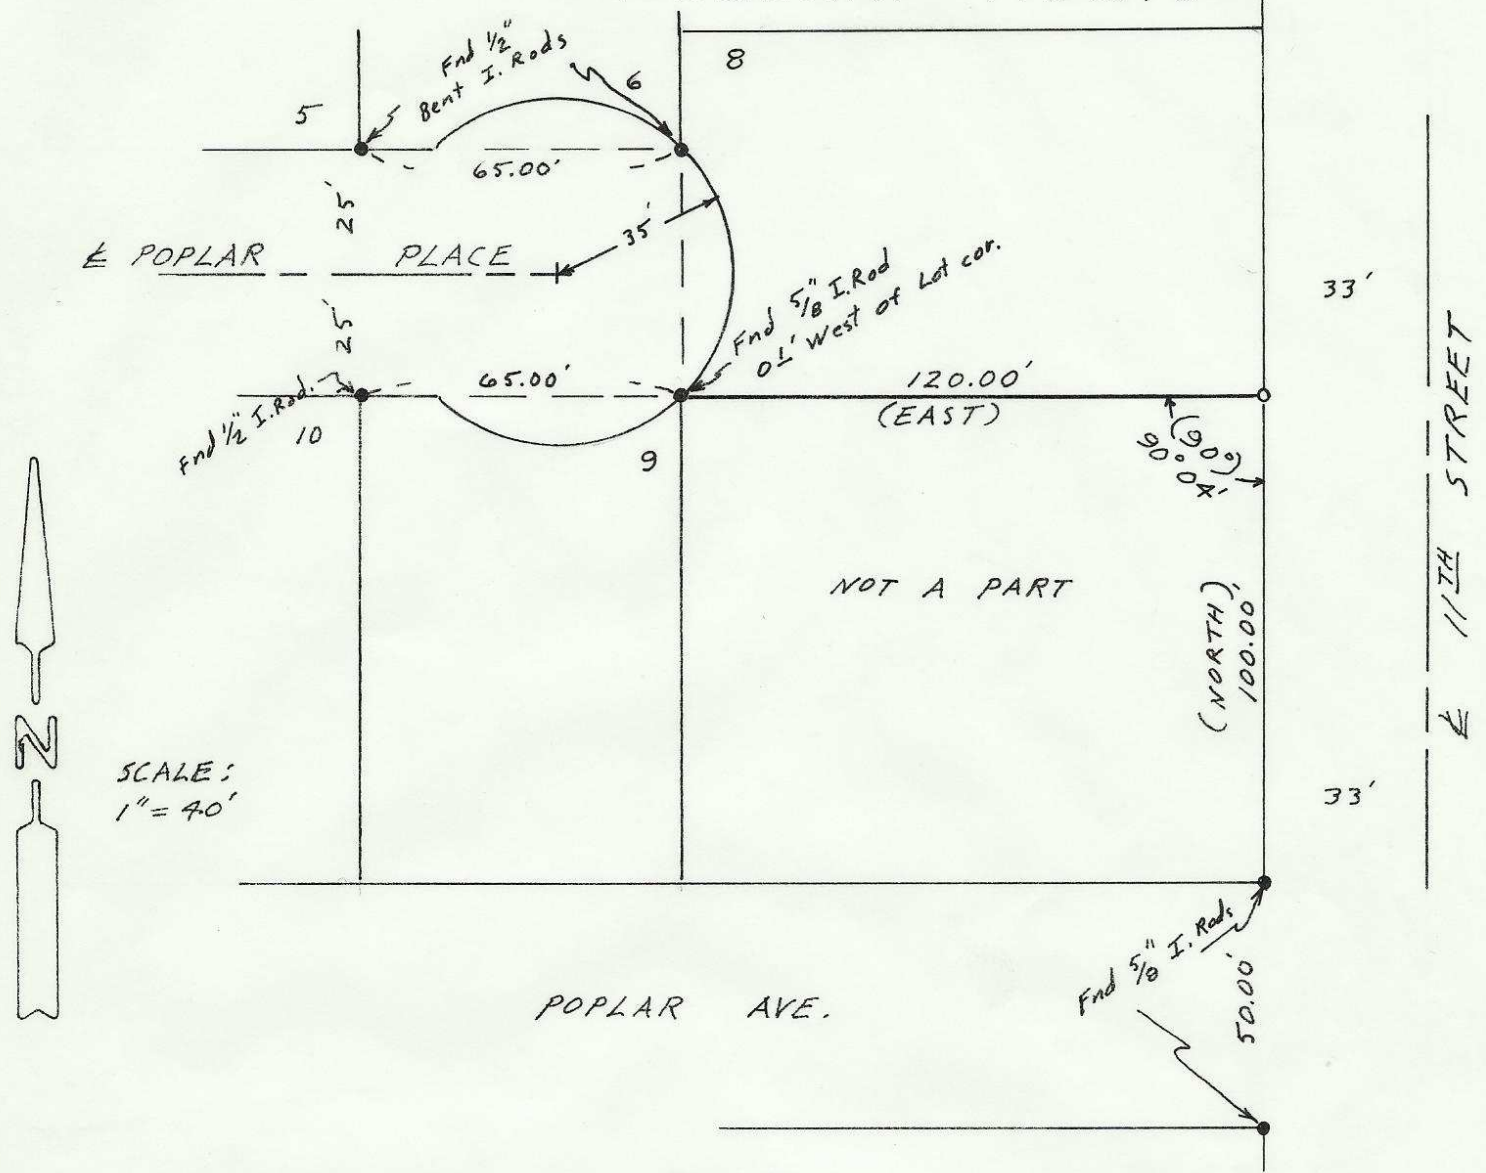 Fnd 1/2"
Bent I. Rods
5
6
8
65.00'
25'
35'
℄ POPLAR PLACE
33'
Fnd 5/8" I.Rod
01' West of Lot cor.
25'
65.00'
120.00'
(EAST)
Fnd 1/2" I.Rod.
10
9
(90°)
90° 04'
℄ 11TH STREET
NOT A PART
(NORTH)
100.00'
N
SCALE:
1" = 40'
33'
Fnd 5/8" I. Rods
50.00'
POPLAR AVE.